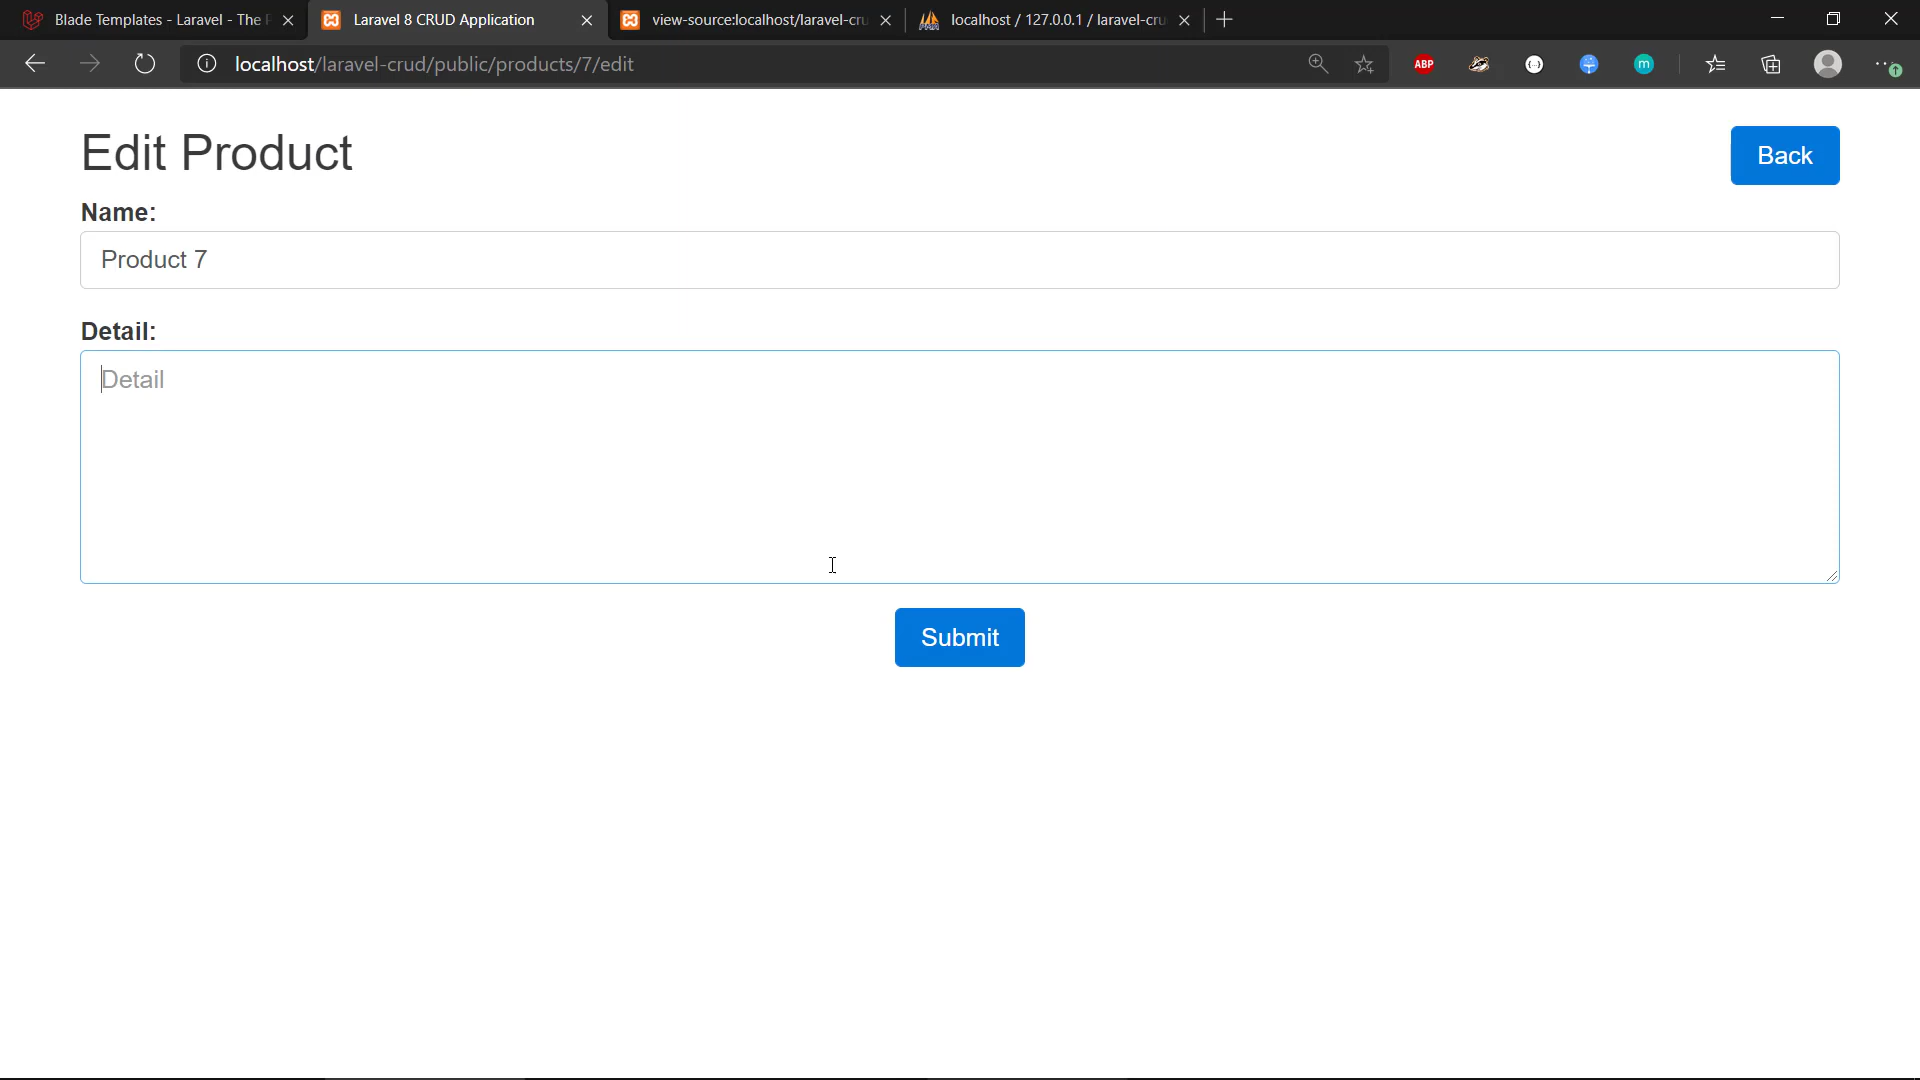 Blade Templates - Laravel - The
Laravel 8 CRUD Application
view-source:localhost/laravel-cru
localhost / 127.0.0.1 / laravel-cru
localhost/laravel-crud/public/products/7/edit
ABP
m
Edit Product
Back
Name:
Product 7
Detail:
Detail
Submit